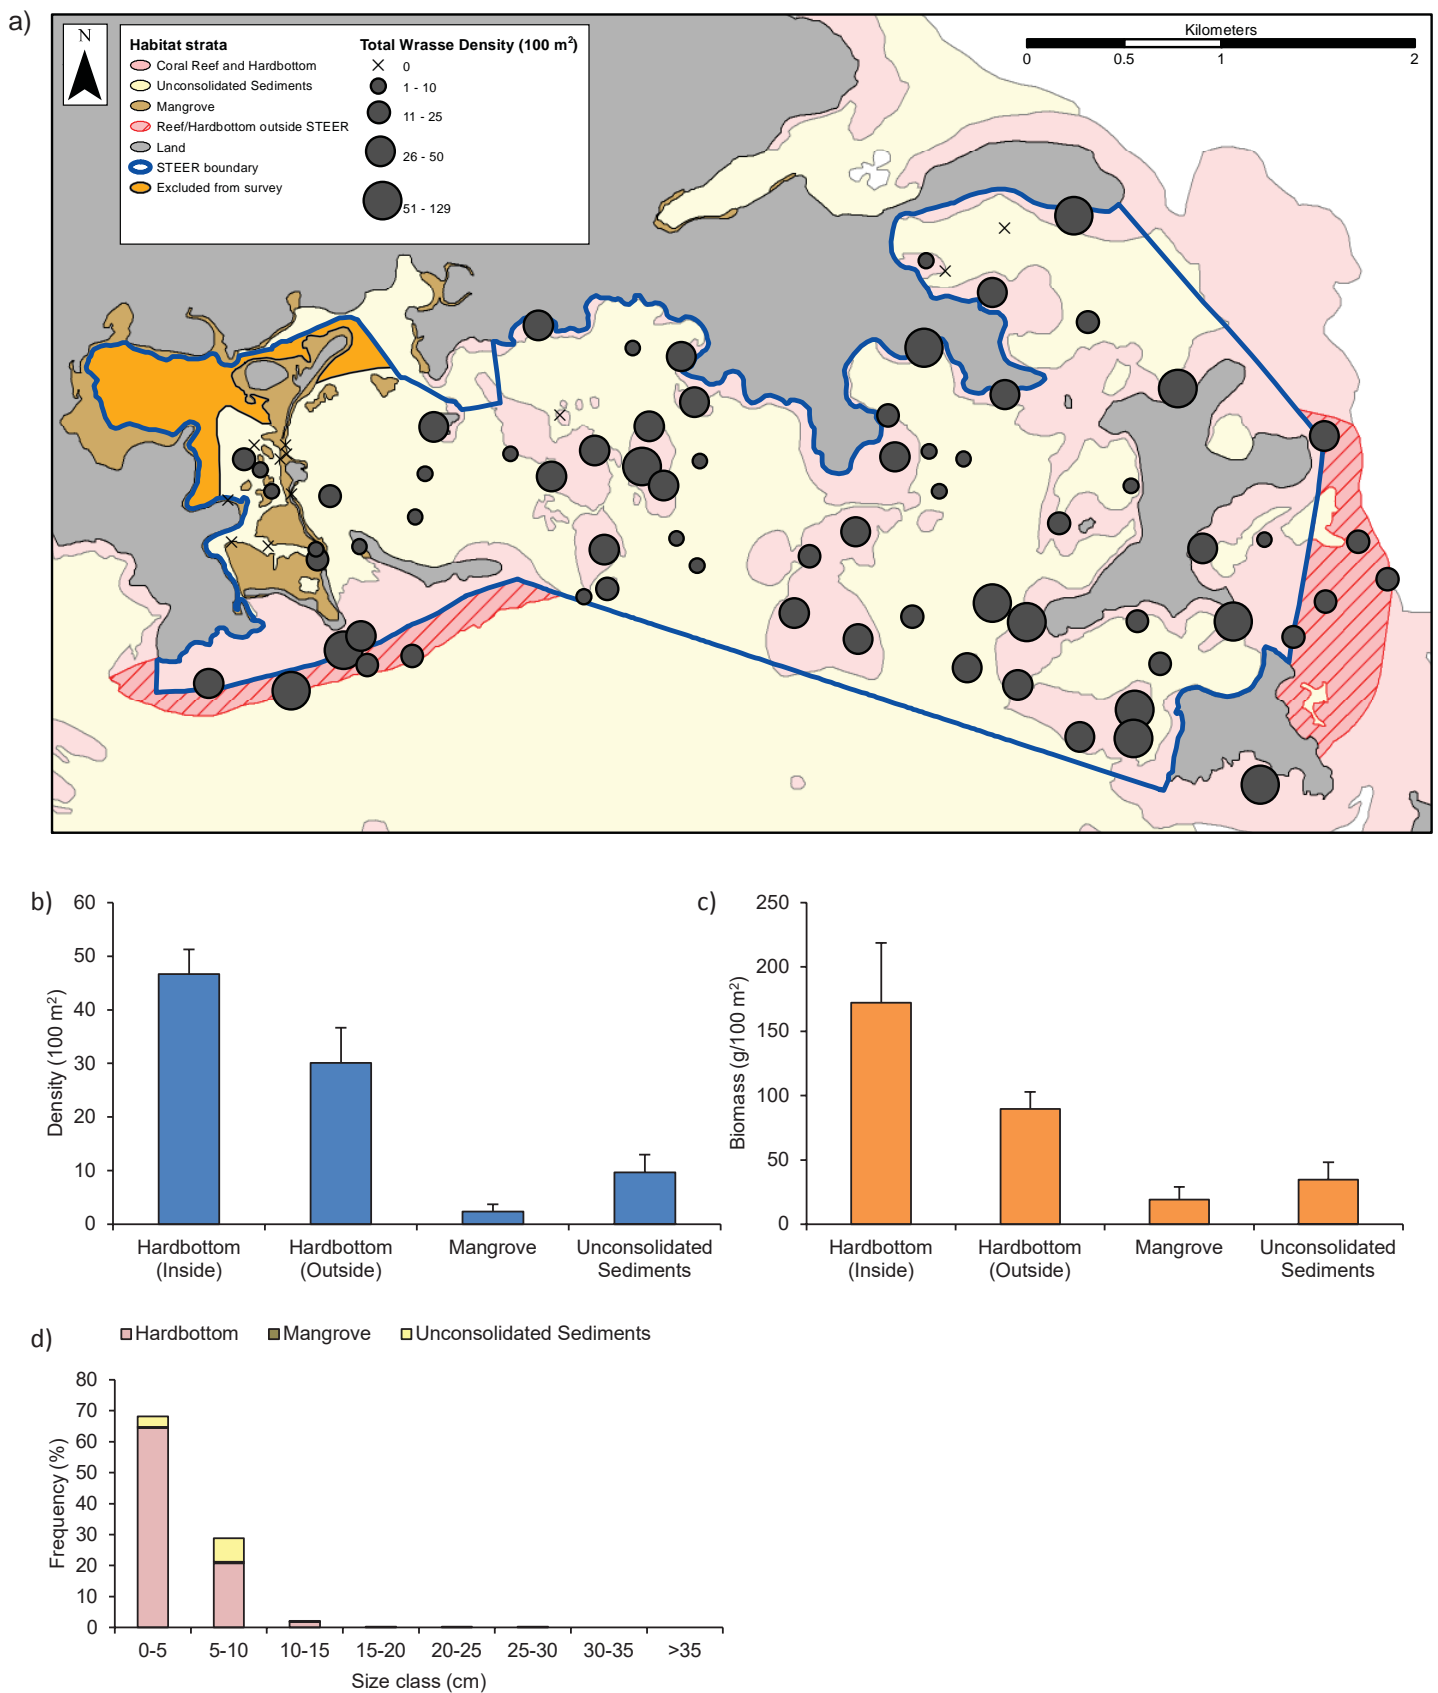 a)
N
Habitat strata
Coral Reef and Hardbottom
Unconsolidated Sediments
Mangrove
Reef/Hardbottom outside STEER
Land
STEER boundary
Excluded from survey
Total Wrasse Density (100 m²)
0
1 - 10
11 - 25
26 - 50
51 - 129
Kilometers
0 0.5 1 2
b)
Density (100 m²)
60
50
40
30
20
10
0
Hardbottom (Inside)
Hardbottom (Outside)
Mangrove
Unconsolidated Sediments
c)
Biomass (g/100 m²)
250
200
150
100
50
0
Hardbottom (Inside)
Hardbottom (Outside)
Mangrove
Unconsolidated Sediments
d)
Hardbottom Mangrove Unconsolidated Sediments
Frequency (%)
80
70
60
50
40
30
20
10
0
0-5 5-10 10-15 15-20 20-25 25-30 30-35 >35
Size class (cm)